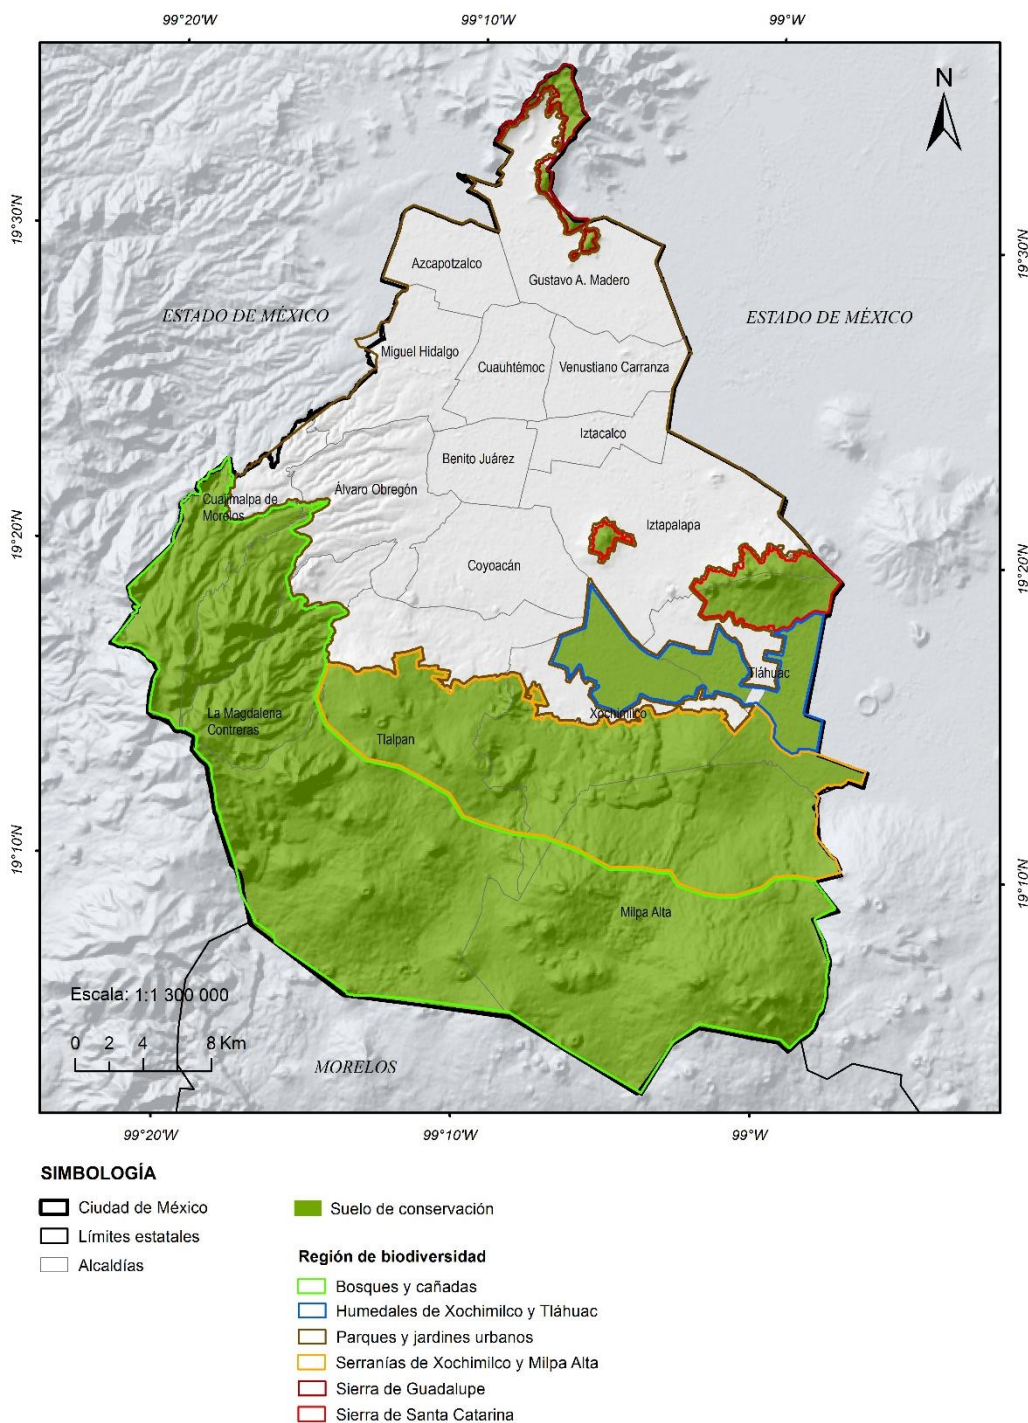 99°20'W
99°10'W
99°W
N
19°30'N
19°30'N
Azcapotzalco
Gustavo A. Madero
ESTADO DE MÉXICO
ESTADO DE MÉXICO
Miguel Hidalgo
Cuauhtémoc
Venustiano Carranza
Iztacalco
Benito Juárez
Álvaro Obregón
Cuajimalpa de
Morelos
Iztapalapa
19°20'N
Coyoacán
19°20'N
Tláhuac
La Magdalena
Contreras
Xochimilco
Tlalpan
19°10'N
19°10'N
Milpa Alta
Escala: 1:1 300 000
0 2 4 8 Km
MORELOS
99°20'W
99°10'W
99°W
SIMBOLOGÍA
Ciudad de México
Límites estatales
Alcaldías
Suelo de conservación
Región de biodiversidad
Bosques y cañadas
Humedales de Xochimilco y Tláhuac
Parques y jardines urbanos
Serranías de Xochimilco y Milpa Alta
Sierra de Guadalupe
Sierra de Santa Catarina